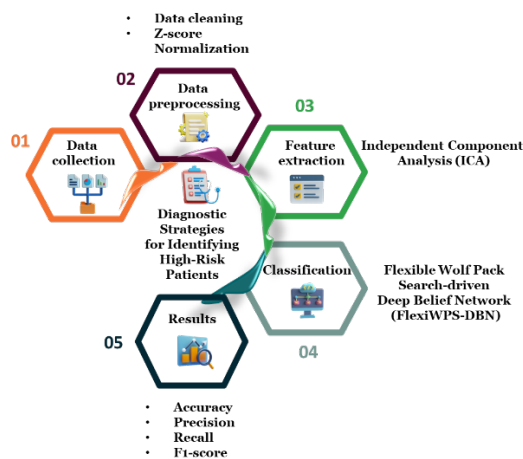 • Data cleaning
• Z-score
Normalization
02
Data
preprocessing
01
Data
collection
03
Feature
extraction
Independent Component
Analysis (ICA)
Diagnostic
Strategies
for Identifying
High-Risk
Patients
Classification
Flexible Wolf Pack
Search-driven
Deep Belief Network
(FlexiWPS-DBN)
04
Results
05
• Accuracy
• Precision
• Recall
• F1-score